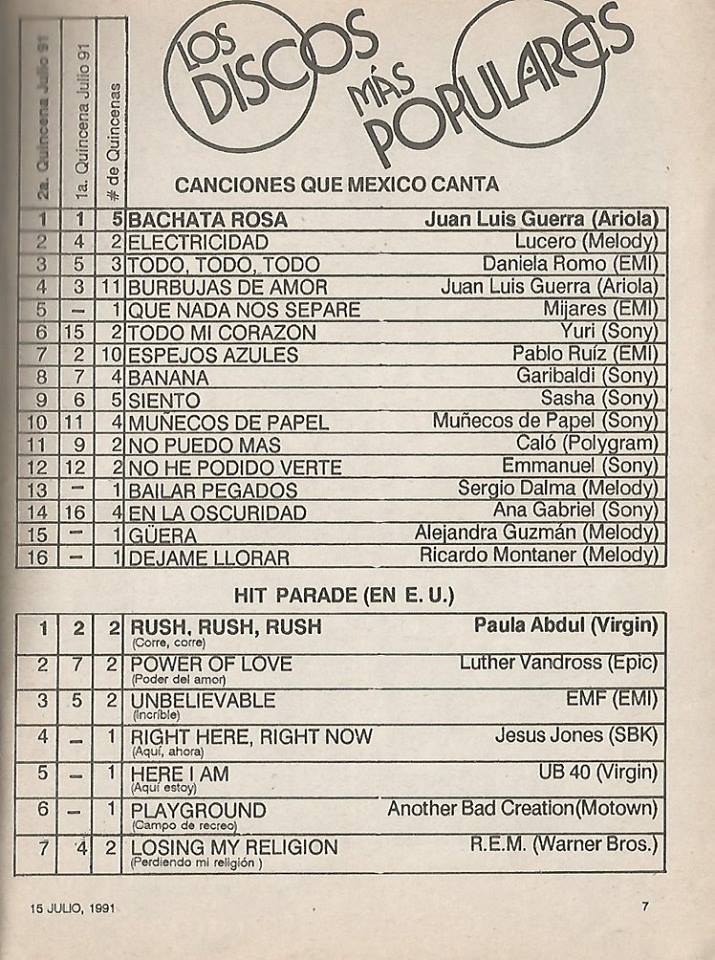 LOS
DISCOS
MÁS
POPULARES
2a. Quincena Julio 91
1a. Quincena Julio 91
# de Quincenas
CANCIONES QUE MEXICO CANTA
1 1 5 BACHATA ROSA Juan Luis Guerra (Ariola)
2 4 2 ELECTRICIDAD Lucero (Melody)
3 5 3 TODO, TODO, TODO Daniela Romo (EMI)
4 3 11 BURBUJAS DE AMOR Juan Luis Guerra (Ariola)
5 – 1 QUE NADA NOS SEPARE Mijares (EMI)
6 15 2 TODO MI CORAZON Yuri (Sony)
7 2 10 ESPEJOS AZULES Pablo Ruíz (EMI)
8 7 4 BANANA Garibaldi (Sony)
9 6 5 SIENTO Sasha (Sony)
10 11 4 MUÑECOS DE PAPEL Muñecos de Papel (Sony)
11 9 2 NO PUEDO MAS Caló (Polygram)
12 12 2 NO HE PODIDO VERTE Emmanuel (Sony)
13 – 1 BAILAR PEGADOS Sergio Dalma (Melody)
14 16 4 EN LA OSCURIDAD Ana Gabriel (Sony)
15 – 1 GÜERA Alejandra Guzmán (Melody)
16 – 1 DEJAME LLORAR Ricardo Montaner (Melody)
HIT PARADE (EN E. U.)
1 2 2 RUSH, RUSH, RUSH Paula Abdul (Virgin)
(Corre, corre)
2 7 2 POWER OF LOVE Luther Vandross (Epic)
(Poder del amor)
3 5 2 UNBELIEVABLE EMF (EMI)
(Incríble)
4 – 1 RIGHT HERE, RIGHT NOW Jesus Jones (SBK)
(Aquí, ahora)
5 – 1 HERE I AM UB 40 (Virgin)
(Aquí estoy)
6 – 1 PLAYGROUND Another Bad Creation(Motown)
(Campo de recreo)
7 4 2 LOSING MY RELIGION R.E.M. (Warner Bros.)
(Perdiendo mi religión )
15 JULIO, 1991 7